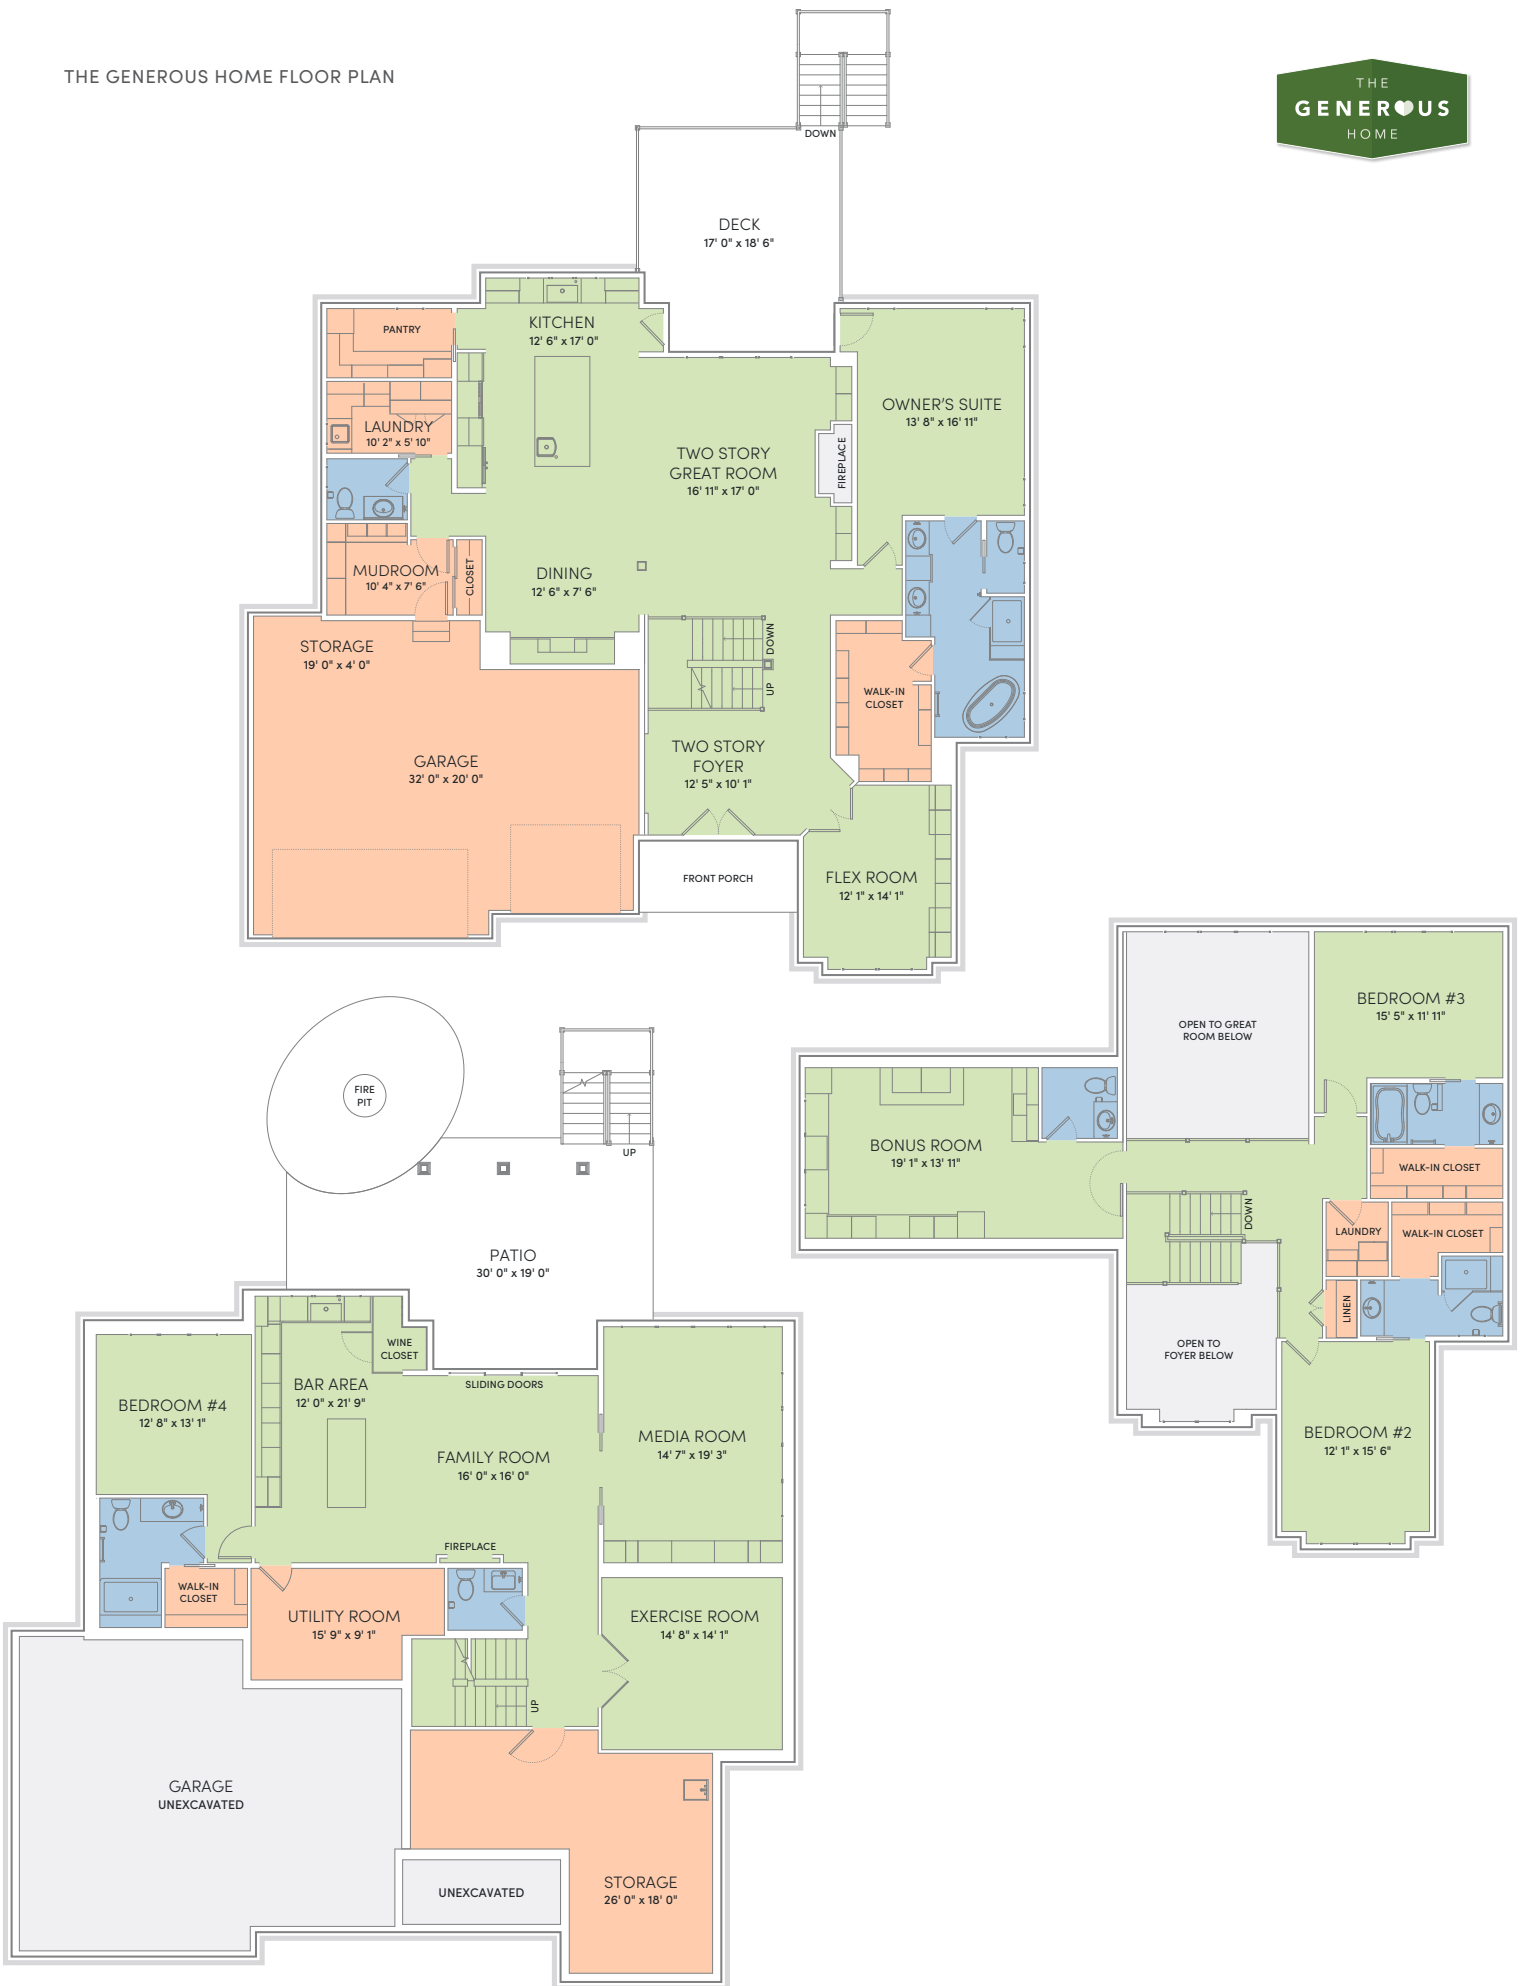 THE GENEROUS HOME FLOOR PLAN
THE
GENEROUS
HOME
DOWN
DECK
17' 0" x 18' 6"
PANTRY
KITCHEN
12' 6" x 17' 0"
LAUNDRY
10' 2" x 5' 10"
OWNER'S SUITE
13' 8" x 16' 11"
TWO STORY
GREAT ROOM
16' 11" x 17' 0"
FIREPLACE
MUDROOM
10' 4" x 7' 6"
CLOSET
DINING
12' 6" x 7' 6"
STORAGE
19' 0" x 4' 0"
DOWN
UP
WALK-IN
CLOSET
TWO STORY
FOYER
12' 5" x 10' 1"
GARAGE
32' 0" x 20' 0"
FRONT PORCH
FLEX ROOM
12' 1" x 14' 1"
OPEN TO GREAT
ROOM BELOW
BEDROOM #3
15' 5" x 11' 11"
BONUS ROOM
19' 1" x 13' 11"
WALK-IN CLOSET
DOWN
LAUNDRY
WALK-IN CLOSET
LINEN
OPEN TO
FOYER BELOW
BEDROOM #2
12' 1" x 15' 6"
FIRE
PIT
UP
PATIO
30' 0" x 19' 0"
WINE
CLOSET
SLIDING DOORS
BAR AREA
12' 0" x 21' 9"
BEDROOM #4
12' 8" x 13' 1"
FAMILY ROOM
16' 0" x 16' 0"
MEDIA ROOM
14' 7" x 19' 3"
FIREPLACE
WALK-IN
CLOSET
UTILITY ROOM
15' 9" x 9' 1"
EXERCISE ROOM
14' 8" x 14' 1"
UP
GARAGE
UNEXCAVATED
UNEXCAVATED
STORAGE
26' 0" x 18' 0"